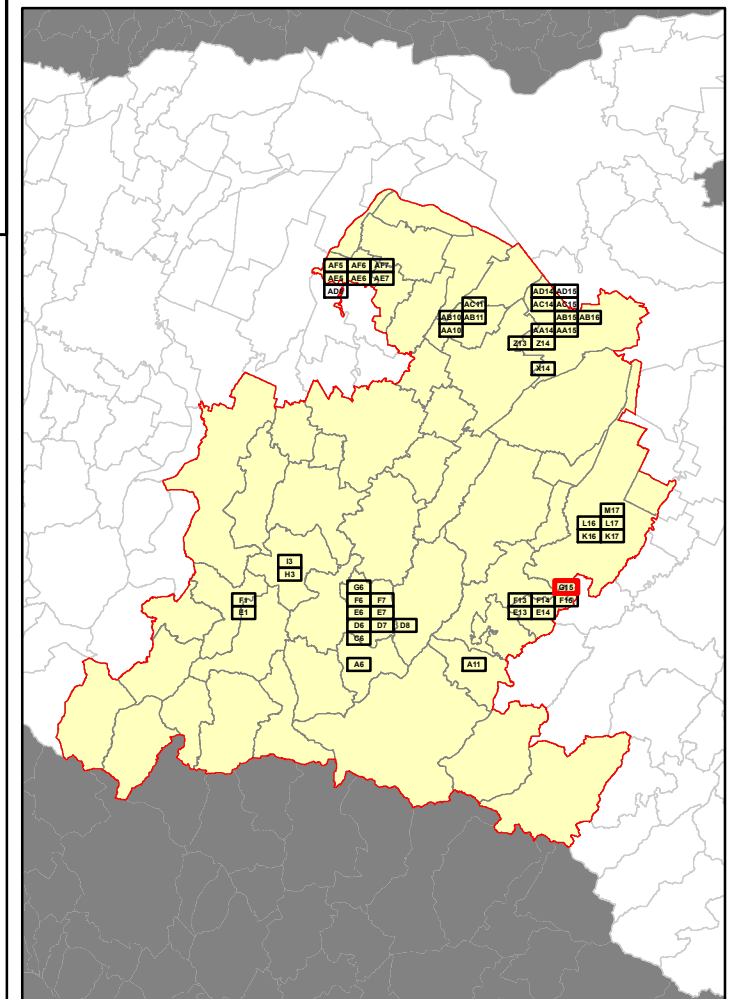 AF5 AF6 AF7
AE5 AE6 AE7
AD14 AD15
AC11 AC14 AC15
AB10 AB11 AB15 AB16
AA10 AA14 AA15
Z13 Z14
X14
M17
L16 L17
K16 K17
I3
H3
G6 G15
F1 F6 F7 F13 F14 F15
E1 E6 E7 E13 E14
D6 D7 D8
C6
A6 A11